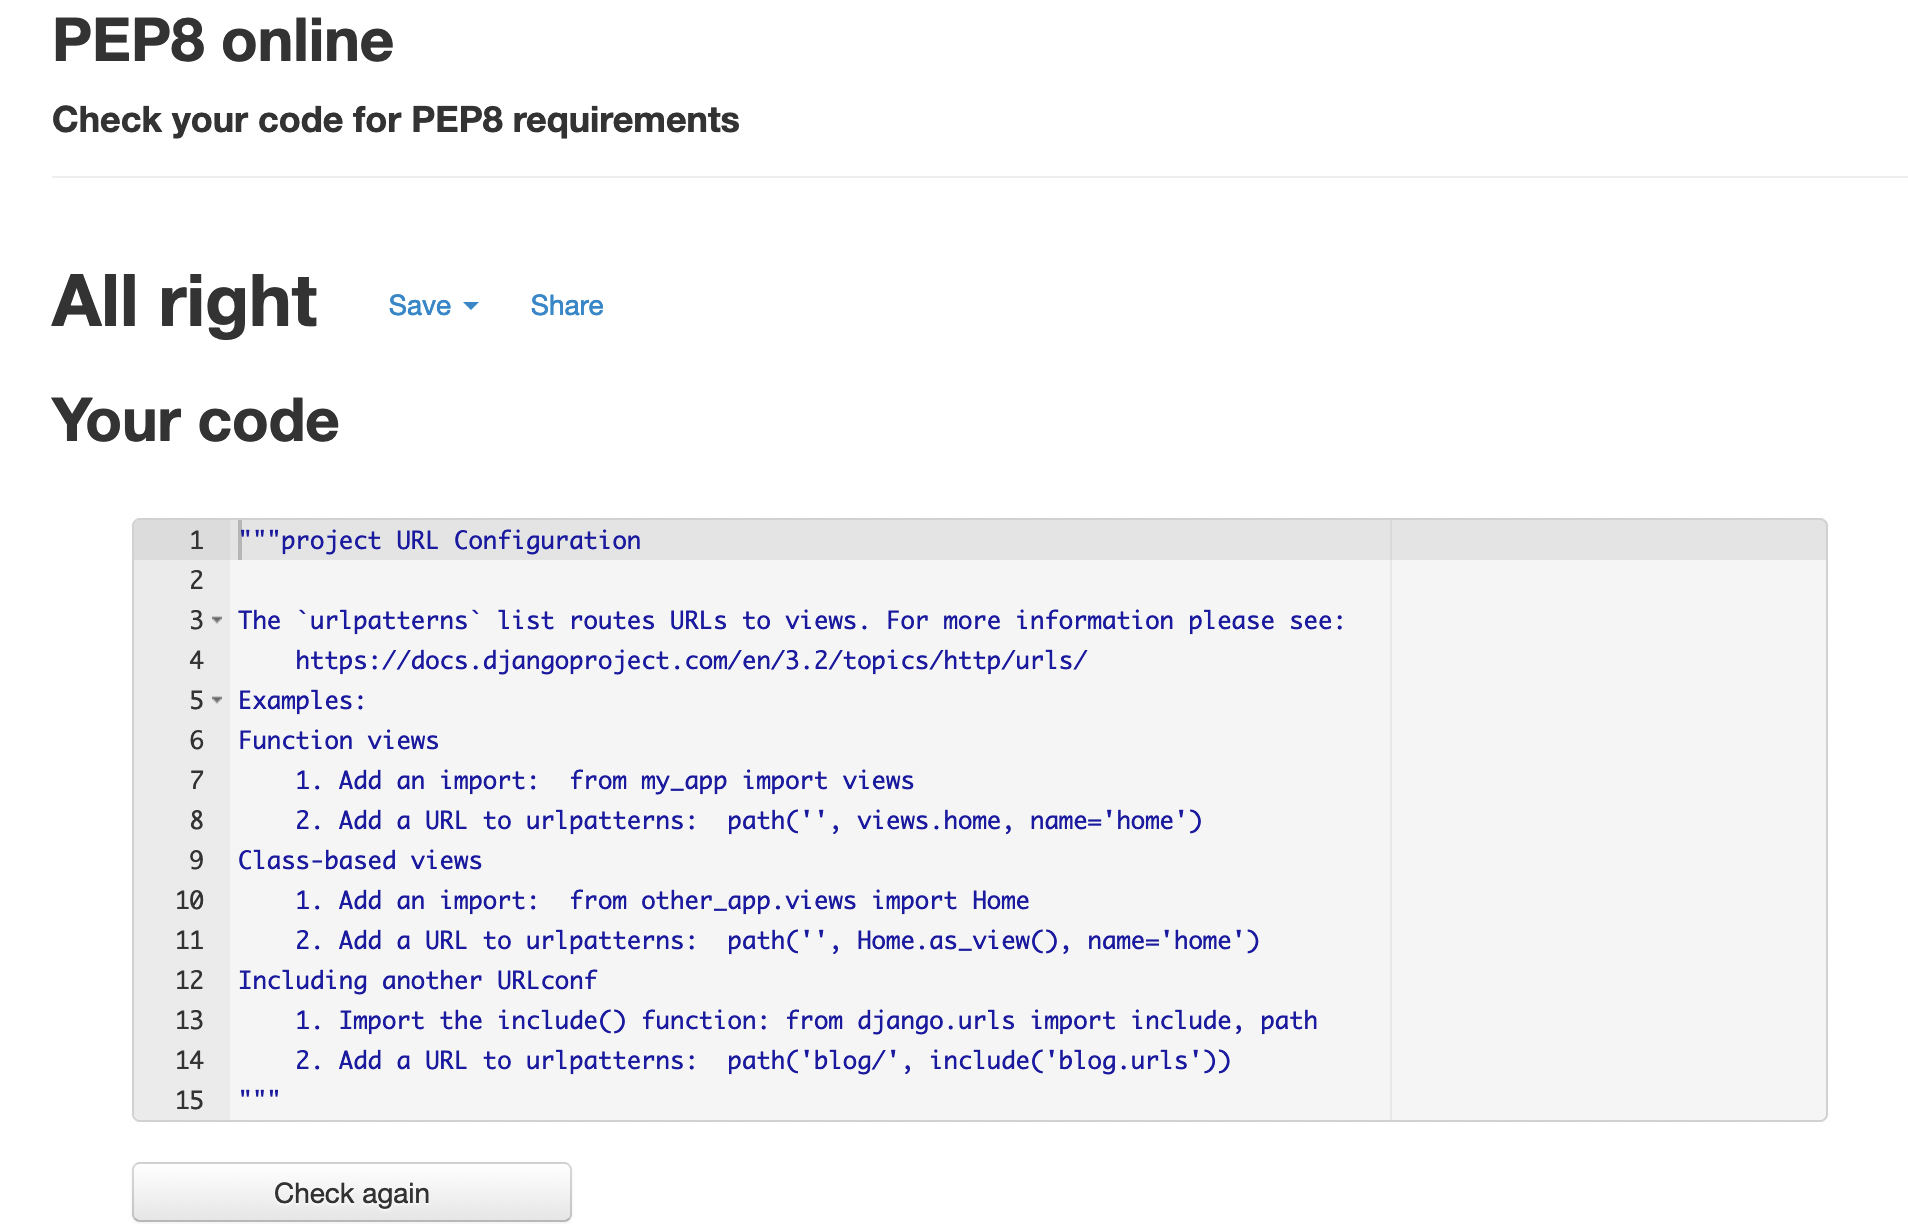 PEP8 online
Check your code for PEP8 requirements
All right Save Share
Your code
1 """project URL Configuration
2
3 The `urlpatterns` list routes URLs to views. For more information please see:
4     https://docs.djangoproject.com/en/3.2/topics/http/urls/
5 Examples:
6 Function views
7     1. Add an import:  from my_app import views
8     2. Add a URL to urlpatterns:  path('', views.home, name='home')
9 Class-based views
10     1. Add an import:  from other_app.views import Home
11     2. Add a URL to urlpatterns:  path('', Home.as_view(), name='home')
12 Including another URLconf
13     1. Import the include() function: from django.urls import include, path
14     2. Add a URL to urlpatterns:  path('blog/', include('blog.urls'))
15 """
Check again